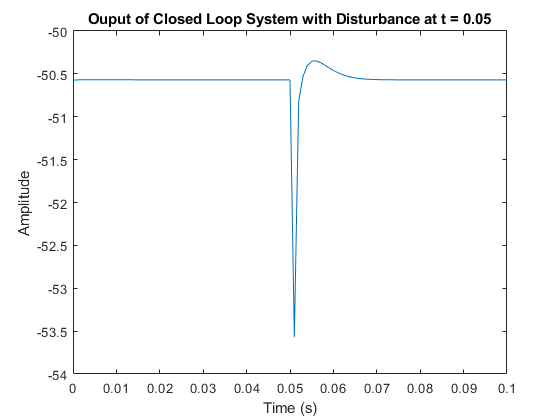 Ouput of Closed Loop System with Disturbance at t = 0.05
-50
-50.5
-51
-51.5
-52
-52.5
-53
-53.5
-54
Amplitude
0 0.01 0.02 0.03 0.04 0.05 0.06 0.07 0.08 0.09 0.1
Time (s)